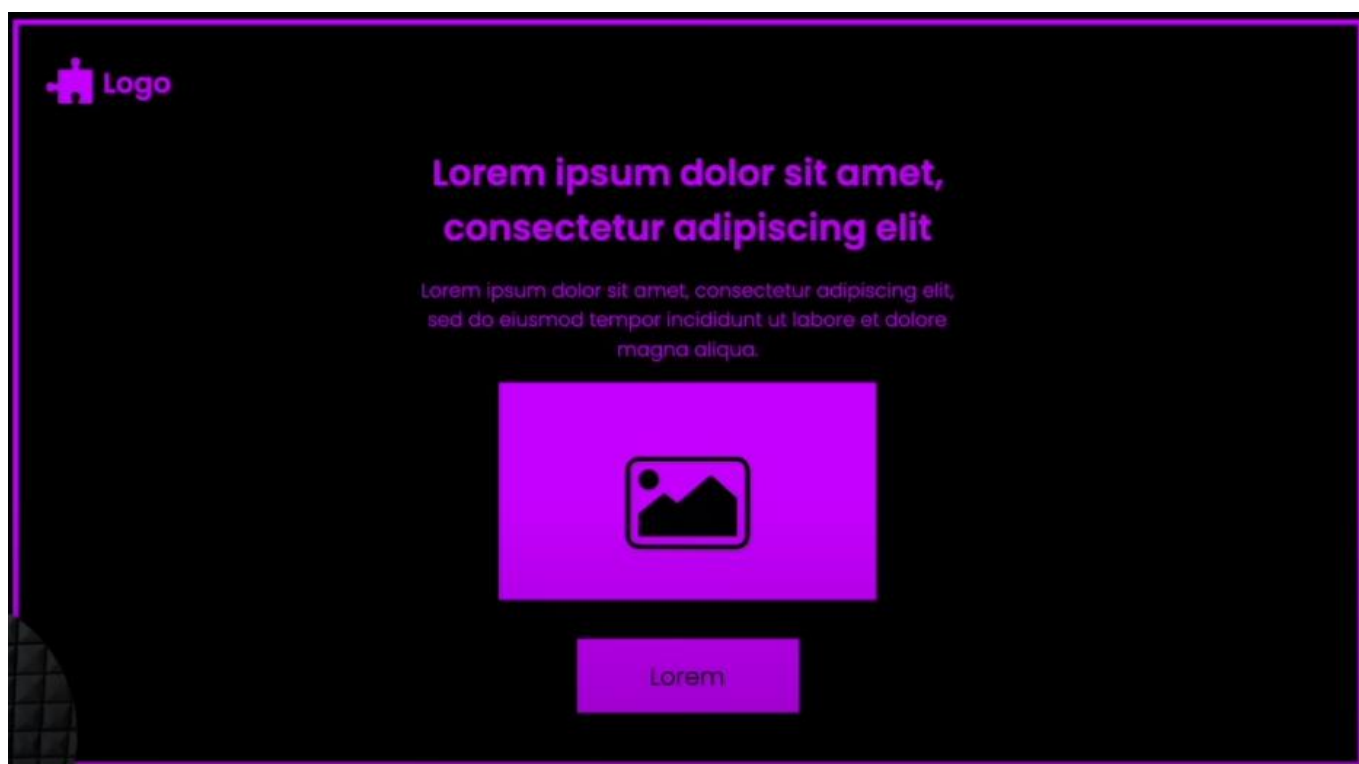 Logo
Lorem ipsum dolor sit amet,
consectetur adipiscing elit
Lorem ipsum dolor sit amet, consectetur adipiscing elit,
sed do eiusmod tempor incididunt ut labore et dolore
magna aliqua.
Lorem